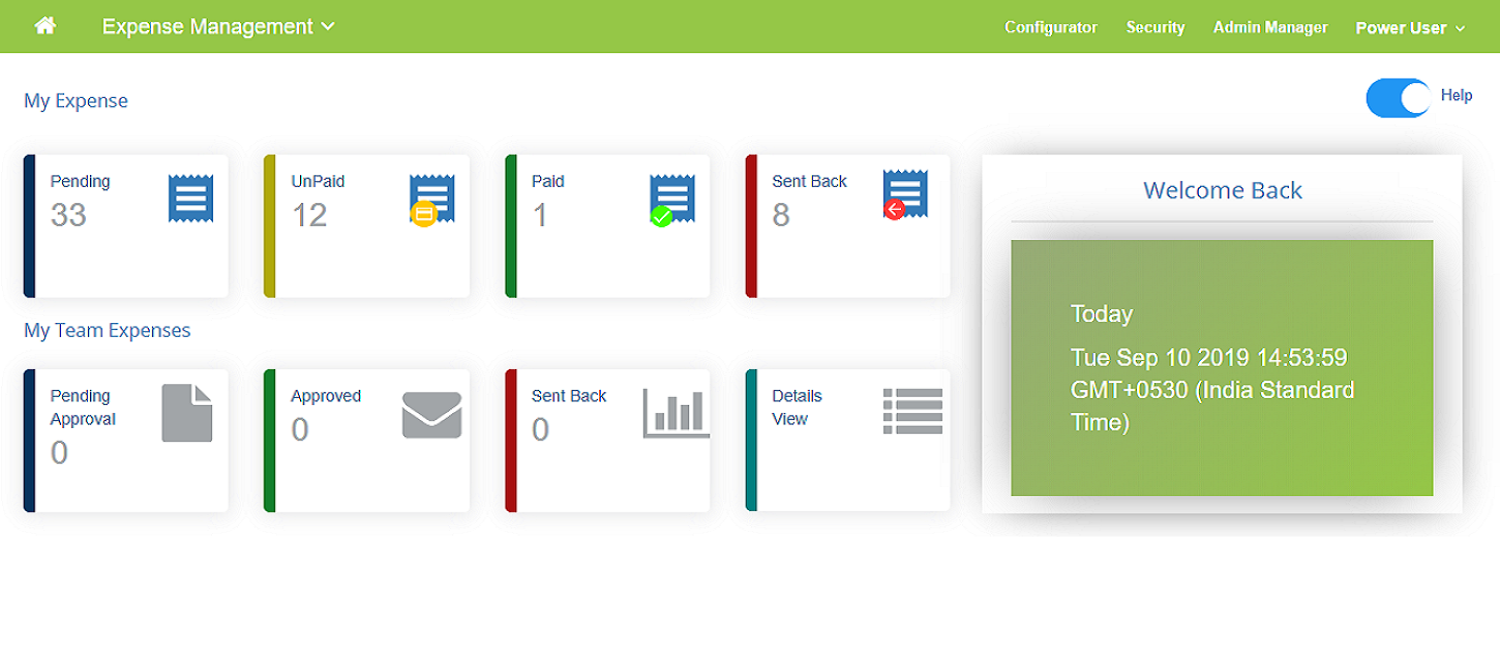 Expense Management
Configurator
Security
Admin Manager
Power User
My Expense
Help
Pending
33
UnPaid
12
Paid
1
Sent Back
8
Welcome Back
Today
Tue Sep 10 2019 14:53:59
GMT+0530 (India Standard
Time)
My Team Expenses
Pending
Approval
0
Approved
0
Sent Back
0
Details
View